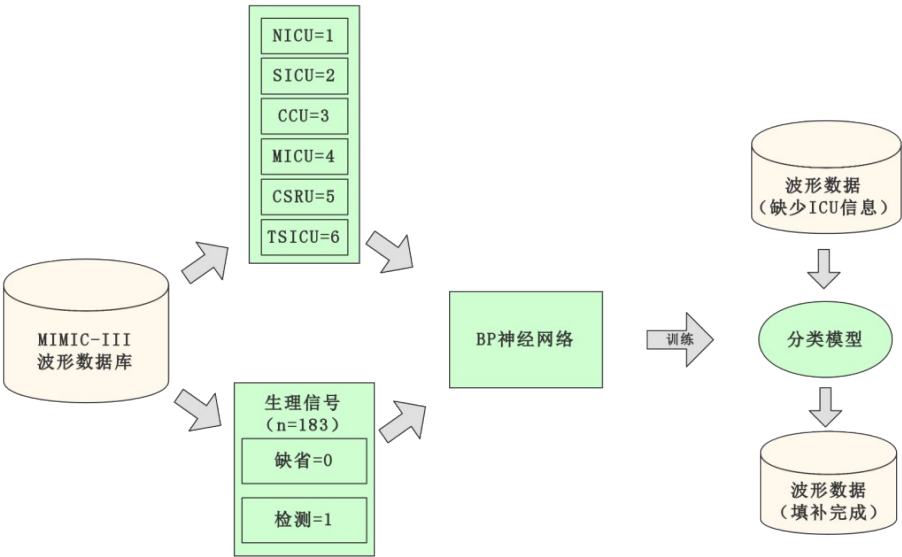 NICU=1
SICU=2
CCU=3
MICU=4
CSRU=5
TSICU=6
MIMIC-III
波形数据库
生理信号
（n=183）
缺省=0
检测=1
BP神经网络
训练
波形数据
（缺少ICU信息）
分类模型
波形数据
（填补完成）